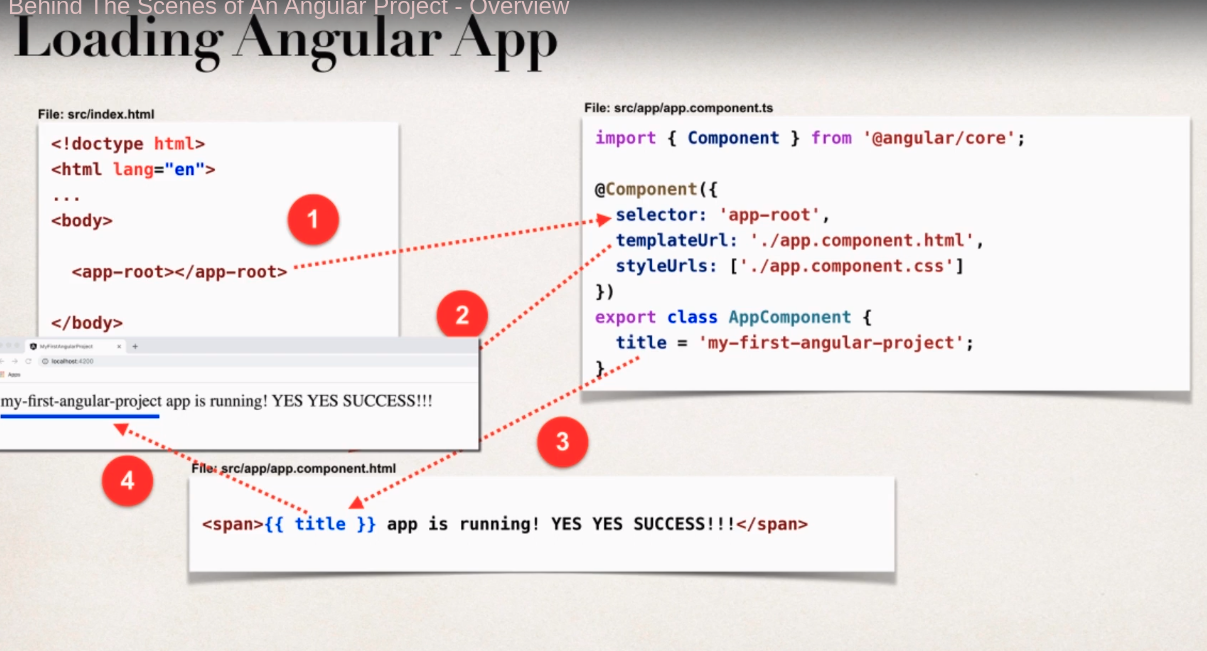 Behind The Scenes of An Angular Project - Overview
Loading Angular App
File: src/index.html
<!doctype html>
<html lang="en">
...
<body>
<app-root></app-root>
</body>
File: src/app/app.component.ts
import { Component } from '@angular/core';
@Component({
selector: 'app-root',
templateUrl: './app.component.html',
styleUrls: ['./app.component.css']
})
export class AppComponent {
title = 'my-first-angular-project';
}
1
2
3
4
MyFirstAngularProject
localhost:4200
Apps
my-first-angular-project app is running! YES YES SUCCESS!!!
File: src/app/app.component.html
<span>{{ title }} app is running! YES YES SUCCESS!!!</span>